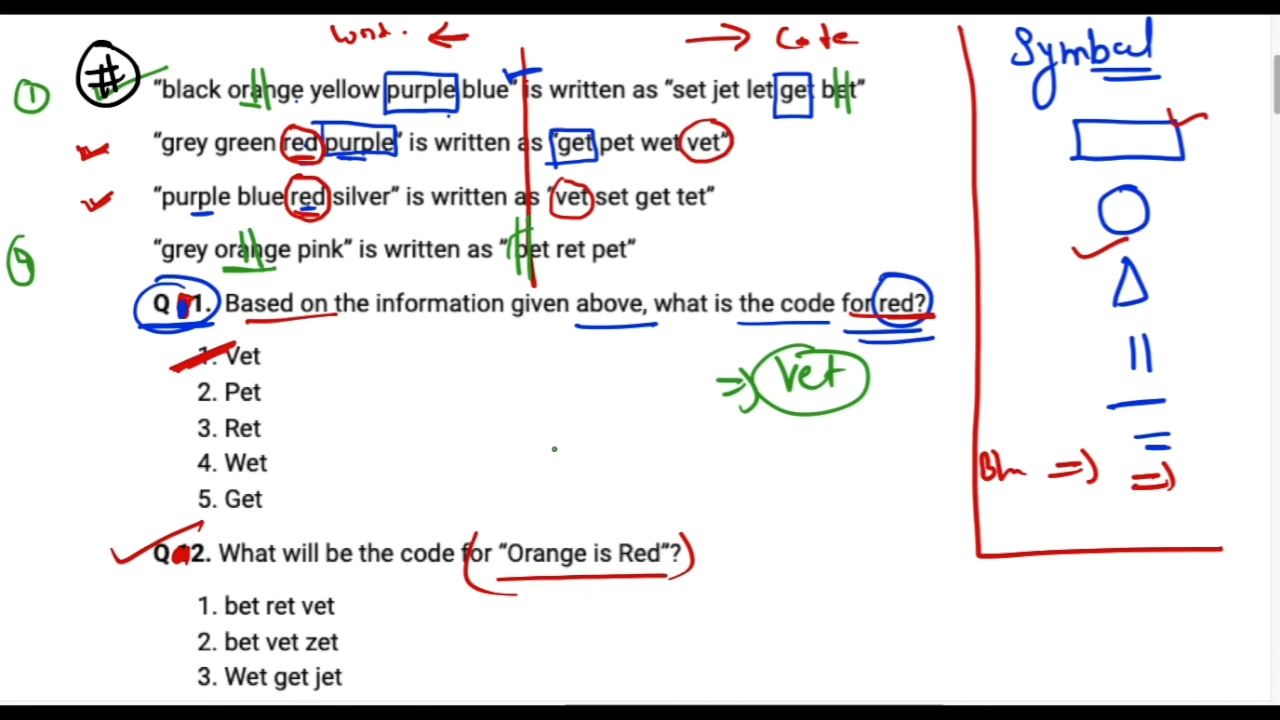 word. ← → Code
Symbol
# 
① "black orange yellow purple blue" is written as "set jet let get bet"
"grey green red purple" is written as "get pet wet vet"
"purple blue red silver" is written as "vet set get tet"
"grey orange pink" is written as "bet ret pet"
Q 1. Based on the information given above, what is the code for red?
1. Vet
⇒ Vet
2. Pet
3. Ret
4. Wet
5. Get
Q 2. What will be the code for "Orange is Red"?
1. bet ret vet
2. bet vet zet
3. Wet get jet